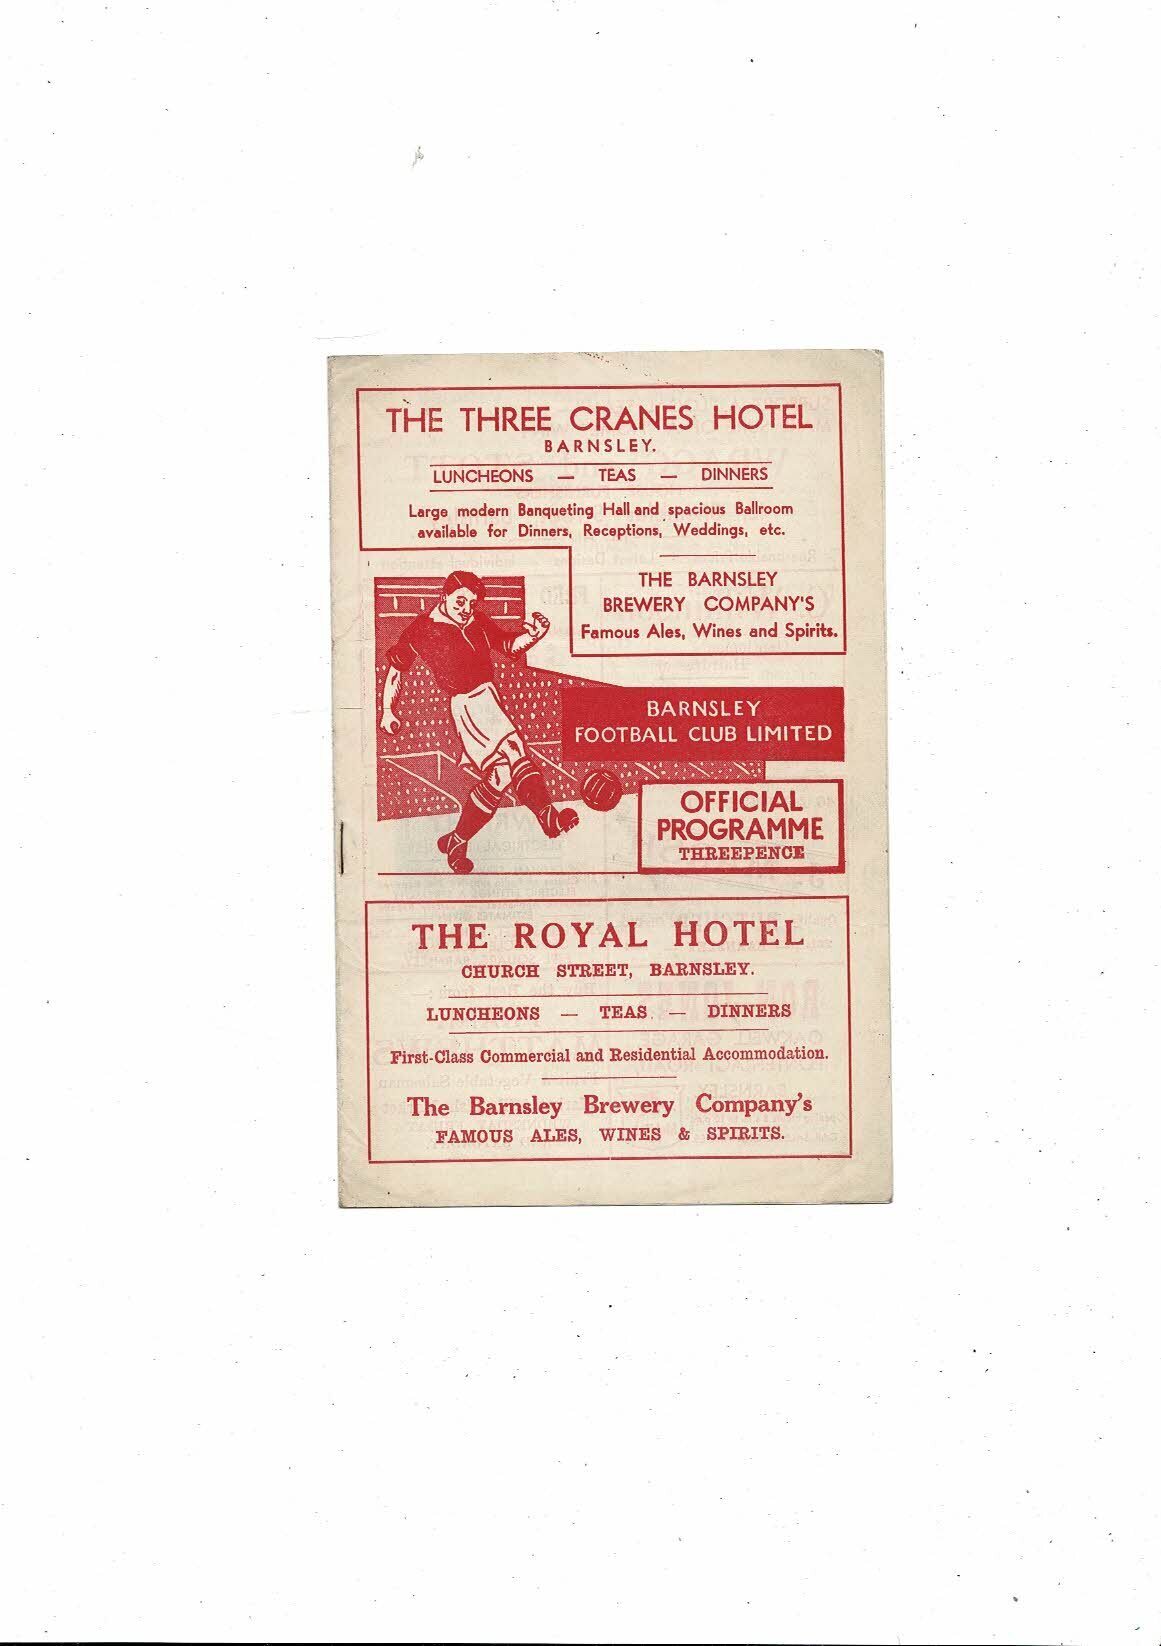 THE THREE CRANES HOTEL
BARNSLEY.
LUNCHEONS — TEAS — DINNERS
Large modern Banqueting Hall and spacious Ballroom
available for Dinners, Receptions, Weddings, etc.
THE BARNSLEY
BREWERY COMPANY'S
Famous Ales, Wines and Spirits.
BARNSLEY
FOOTBALL CLUB LIMITED
OFFICIAL
PROGRAMME
THREEPENCE
THE ROYAL HOTEL
CHURCH STREET, BARNSLEY.
LUNCHEONS — TEAS — DINNERS
First-Class Commercial and Residential Accommodation.
The Barnsley Brewery Company's
FAMOUS ALES, WINES & SPIRITS.